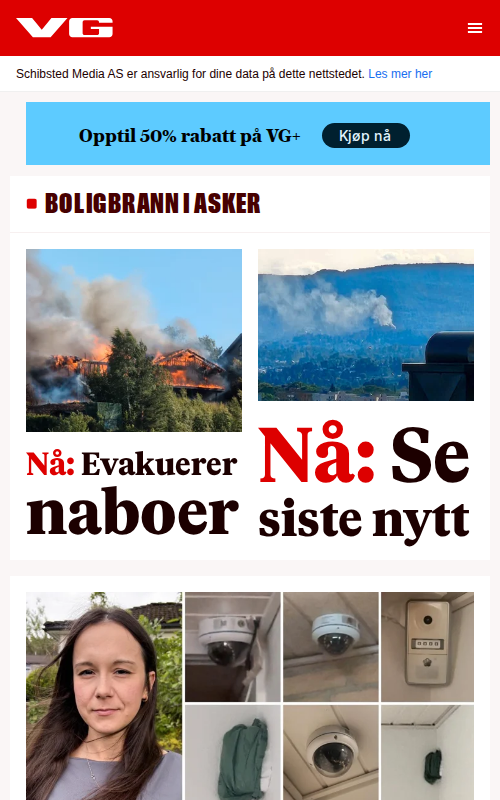 VG
Schibsted Media AS er ansvarlig for dine data på dette nettstedet. Les mer her
Opptil 50% rabatt på VG+
Kjøp nå
BOLIGBRANN I ASKER
Nå: Evakuerer
naboer
Nå: Se
siste nytt